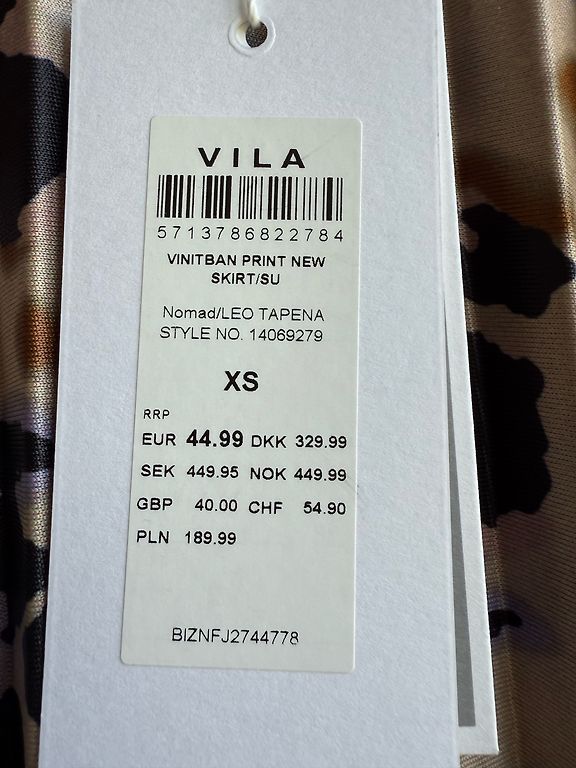 VILA
5713786822784
VINITBAN PRINT NEW
SKIRT/SU
Nomad/LEO TAPENA
STYLE NO. 14069279
XS
RRP
EUR 44.99 DKK 329.99
SEK 449.95 NOK 449.99
GBP 40.00 CHF 54.90
PLN 189.99
BIZNFJ2744778